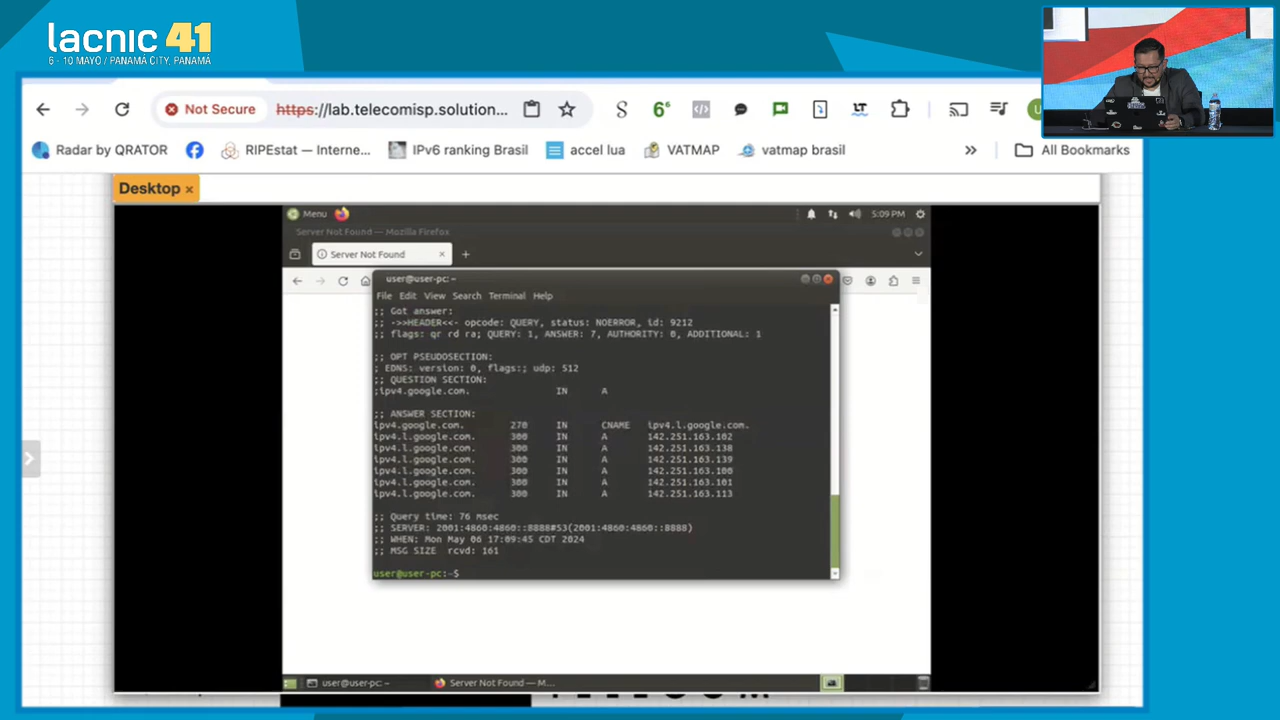 lacnic 41
6 - 10 MAYO / PANAMÁ CITY, PANAMÁ
Not Secure https://lab.telecomisp.solution...
Radar by QRATOR
RIPEstat — Interne...
IPv6 ranking Brasil
accel lua
VATMAP
vatmap brasil
»
All Bookmarks
Desktop ×
Menu
5:09 PM
Server Not Found — Mozilla Firefox
Server Not Found
user@user-pc: ~
File Edit View Search Terminal Help
;; Got answer:
;; ->>HEADER<<- opcode: QUERY, status: NOERROR, id: 9212
;; flags: qr rd ra; QUERY: 1, ANSWER: 7, AUTHORITY: 0, ADDITIONAL: 1
;; OPT PSEUDOSECTION:
; EDNS: version: 0, flags:; udp: 512
;; QUESTION SECTION:
;ipv4.google.com. IN A
;; ANSWER SECTION:
ipv4.google.com. 270 IN CNAME ipv4.l.google.com.
ipv4.l.google.com. 300 IN A 142.251.163.102
ipv4.l.google.com. 300 IN A 142.251.163.138
ipv4.l.google.com. 300 IN A 142.251.163.139
ipv4.l.google.com. 300 IN A 142.251.163.100
ipv4.l.google.com. 300 IN A 142.251.163.101
ipv4.l.google.com. 300 IN A 142.251.163.113
;; Query time: 76 msec
;; SERVER: 2001:4860:4860::8888#53(2001:4860:4860::8888)
;; WHEN: Mon May 06 17:09:45 CDT 2024
;; MSG SIZE rcvd: 161
user@user-pc:~$
user@user-pc: ~
Server Not Found — M...